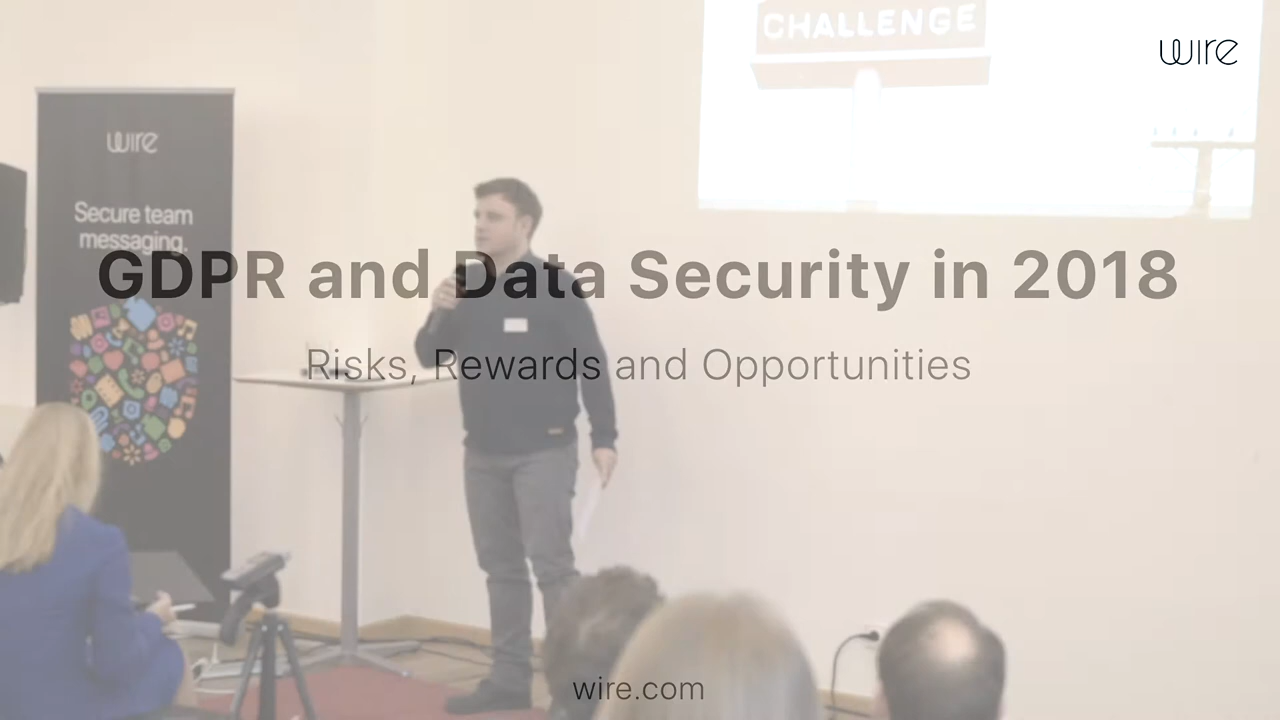 CHALLENGE
wire
wire
Secure team
messaging.
GDPR and Data Security in 2018
Risks, Rewards and Opportunities
wire.com